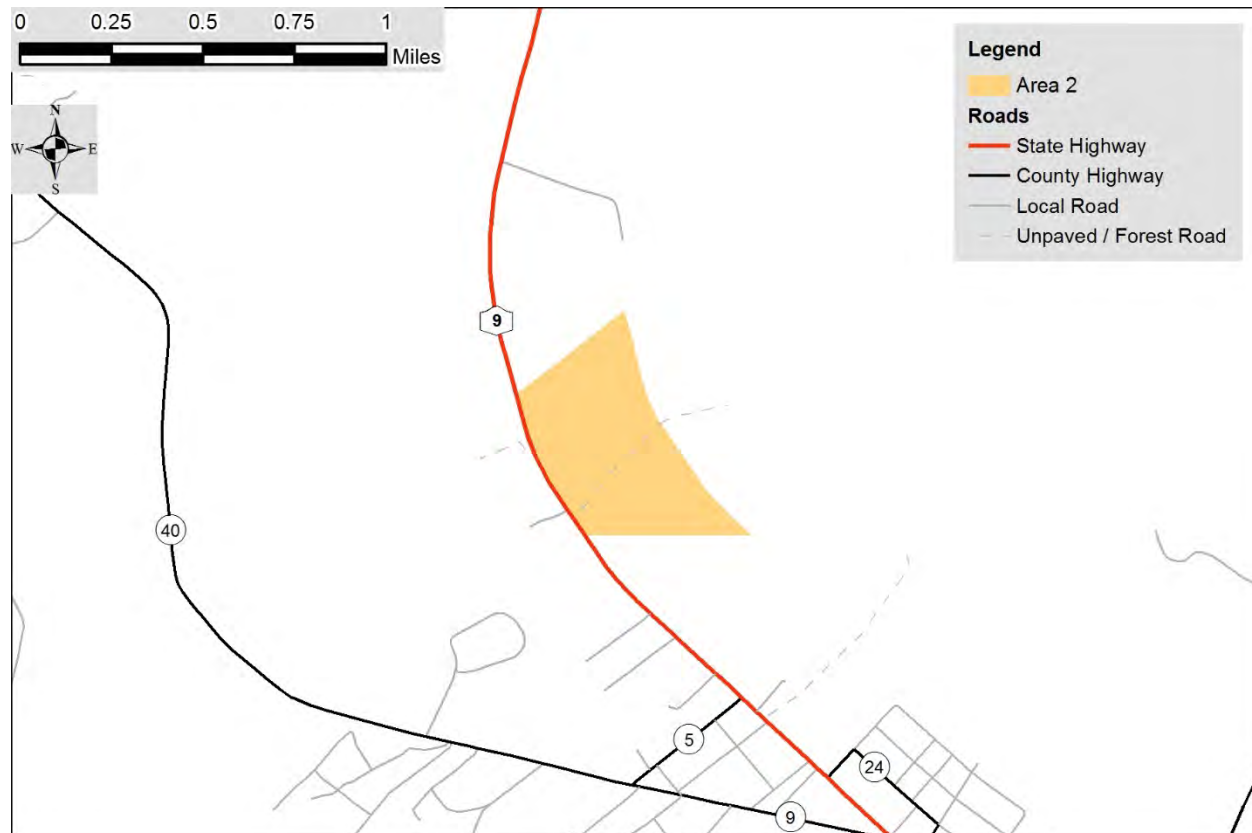 0 0.25 0.5 0.75 1
Miles
N
W E
S
Legend
Area 2
Roads
State Highway
County Highway
Local Road
Unpaved / Forest Road
9
40
5
24
9